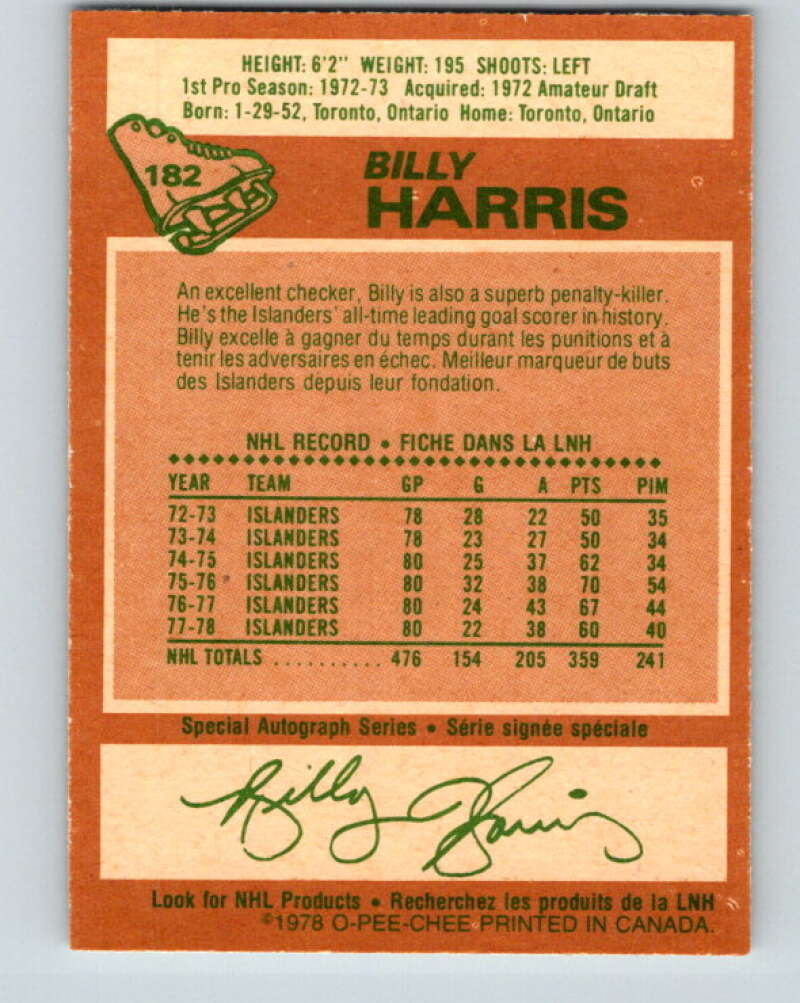 HEIGHT: 6'2" WEIGHT: 195 SHOOTS: LEFT
1st Pro Season: 1972-73 Acquired: 1972 Amateur Draft
Born: 1-29-52, Toronto, Ontario Home: Toronto, Ontario
182
BILLY
HARRIS
An excellent checker, Billy is also a superb penalty-killer.
He's the Islanders' all-time leading goal scorer in history.
Billy excelle à gagner du temps durant les punitions et à
tenir les adversaires en échec. Meilleur marqueur de buts
des Islanders depuis leur fondation.
NHL RECORD • FICHE DANS LA LNH
YEAR TEAM GP G A PTS PIM
72-73 ISLANDERS 78 28 22 50 35
73-74 ISLANDERS 78 23 27 50 34
74-75 ISLANDERS 80 25 37 62 34
75-76 ISLANDERS 80 32 38 70 54
76-77 ISLANDERS 80 24 43 67 44
77-78 ISLANDERS 80 22 38 60 40
NHL TOTALS .......... 476 154 205 359 241
Special Autograph Series • Série signée spéciale
Billy Harris
Look for NHL Products • Recherchez les produits de la LNH
©1978 O-PEE-CHEE PRINTED IN CANADA.